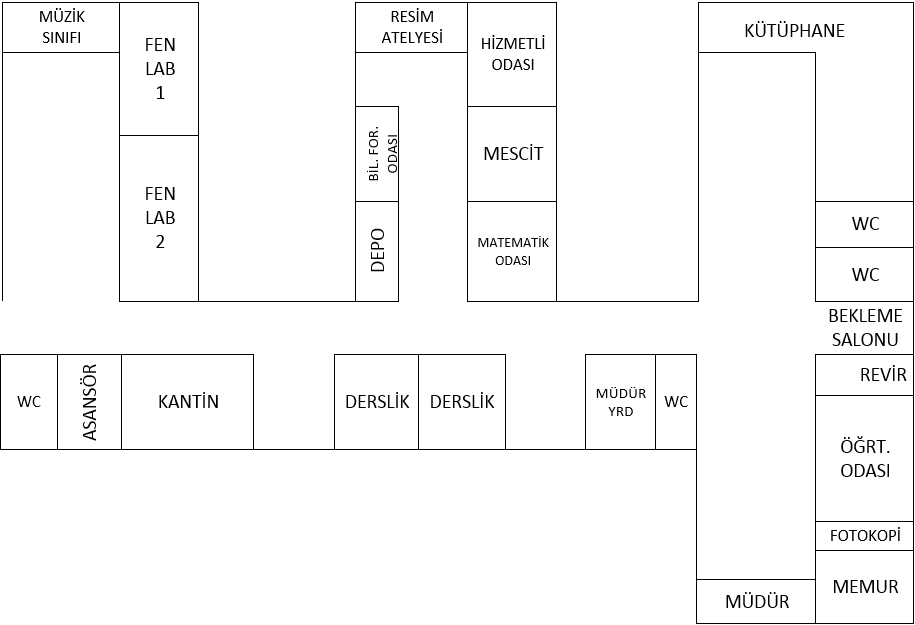 MÜZİK
SINIFI
FEN
LAB
1
RESİM
ATELYESİ
HİZMETLİ
ODASI
KÜTÜPHANE
BİL. FOR.
ODASI
MESCİT
FEN
LAB
2
DEPO
MATEMATİK
ODASI
WC
WC
BEKLEME
SALONU
WC
ASANSÖR
KANTİN
DERSLİK
DERSLİK
MÜDÜR
YRD
WC
REVİR
ÖĞRT.
ODASI
FOTOKOPİ
MÜDÜR
MEMUR